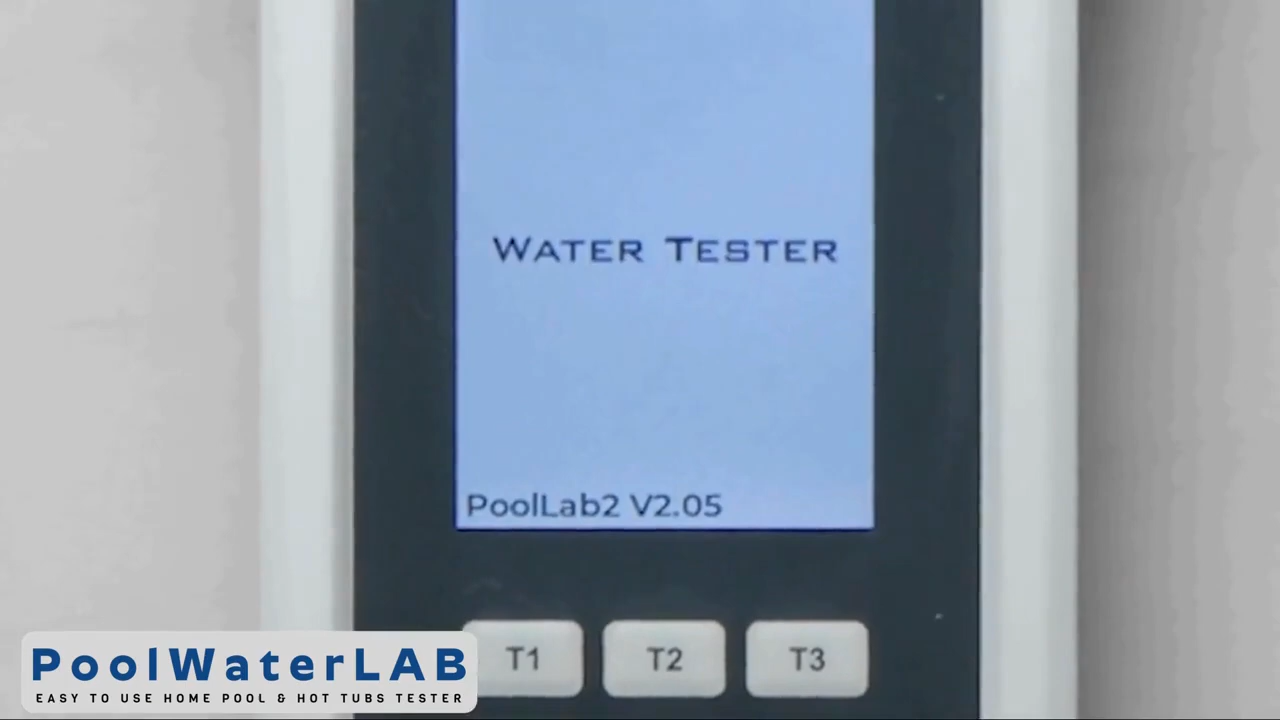 WATER TESTER
PoolLab2 V2.05
T1 T2 T3
PoolWaterLAB
EASY TO USE HOME POOL & HOT TUBS TESTER